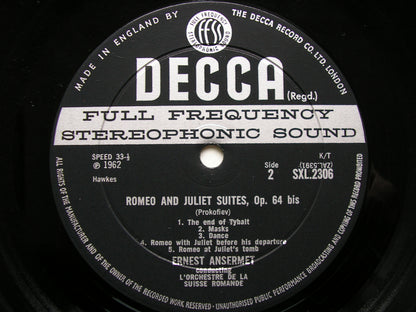 MADE IN ENGLAND BY
FULL FREQUENCY
ffss
STEREOPHONIC SOUND
THE DECCA RECORD CO. LTD. LONDON
DECCA
(Regd.)
FULL FREQUENCY
STEREOPHONIC SOUND
SPEED 33-⅓
℗ 1962
Hawkes
K/T
(ZAL.5391)
Side
2
SXL.2306
ROMEO AND JULIET SUITES, Op. 64 bis
(Prokofiev)
1. The end of Tybalt
2. Masks
3. Dance
4. Romeo with Juliet before his departure
5. Romeo at Juliet's tomb
ERNEST ANSERMET
conducting
L'ORCHESTRE DE LA
SUISSE ROMANDE
ALL RIGHTS OF THE MANUFACTURER AND OF THE OWNER OF THE RECORDED WORK RESERVED · UNAUTHORISED PUBLIC PERFORMANCE BROADCASTING AND COPYING OF THIS RECORD PROHIBITED